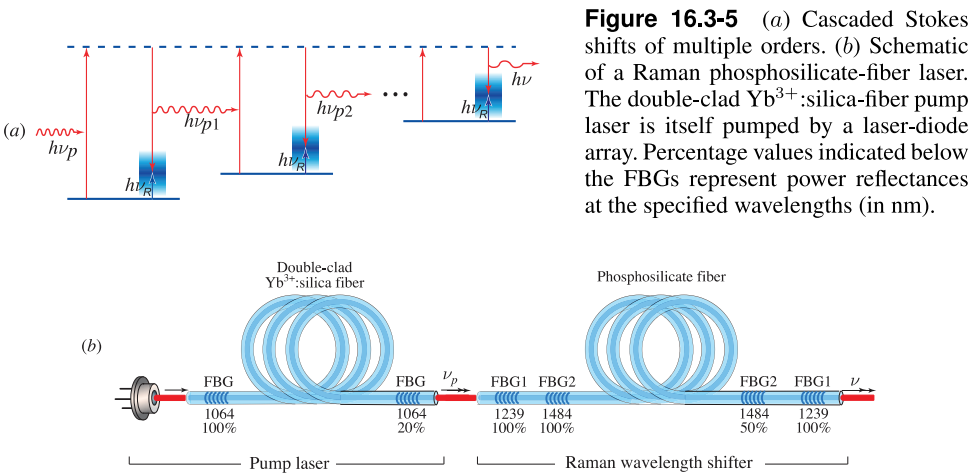 Figure 16.3-5 (a) Cascaded Stokes
shifts of multiple orders. (b) Schematic
of a Raman phosphosilicate-fiber laser.
The double-clad Yb³⁺:silica-fiber pump
laser is itself pumped by a laser-diode
array. Percentage values indicated below
the FBGs represent power reflectances
at the specified wavelengths (in nm).
(a)
hνp
hνR
hνp1
hνR
hνp2
•••
hνR
hν
(b)
Double-clad
Yb³⁺:silica fiber
Phosphosilicate fiber
FBG FBG νp FBG1 FBG2 FBG2 FBG1 ν
1064 1064 1239 1484 1484 1239
100% 20% 100% 100% 50% 100%
Pump laser Raman wavelength shifter